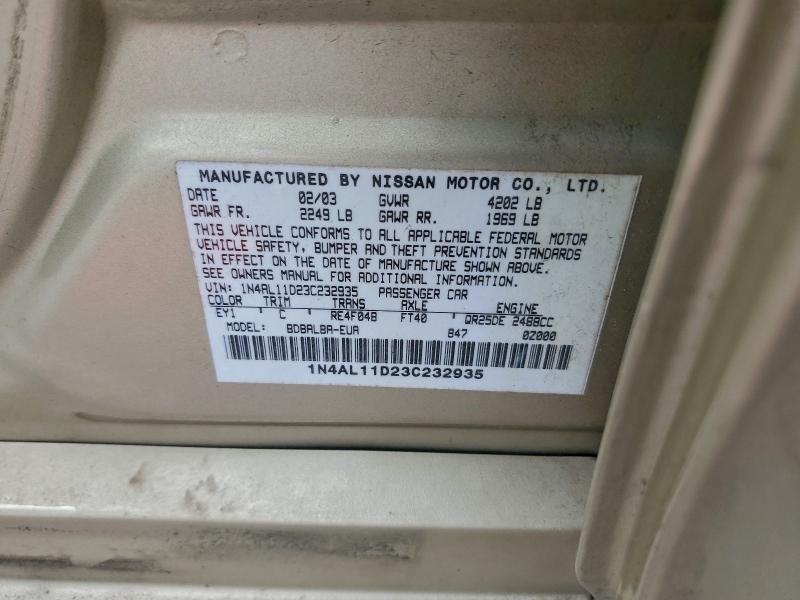 MANUFACTURED BY NISSAN MOTOR CO., LTD.
DATE 02/03 GVWR 4202 LB
GAWR FR. 2249 LB GAWR RR. 1969 LB
THIS VEHICLE CONFORMS TO ALL APPLICABLE FEDERAL MOTOR
VEHICLE SAFETY, BUMPER AND THEFT PREVENTION STANDARDS
IN EFFECT ON THE DATE OF MANUFACTURE SHOWN ABOVE.
SEE OWNERS MANUAL FOR ADDITIONAL INFORMATION.
VIN: 1N4AL11D23C232935 PASSENGER CAR
COLOR TRIM TRANS AXLE ENGINE
EY1 C RE4F04B FT40 QR25DE 2488CC
MODEL: BDBALBA-EUA 847 0Z000
1N4AL11D23C232935